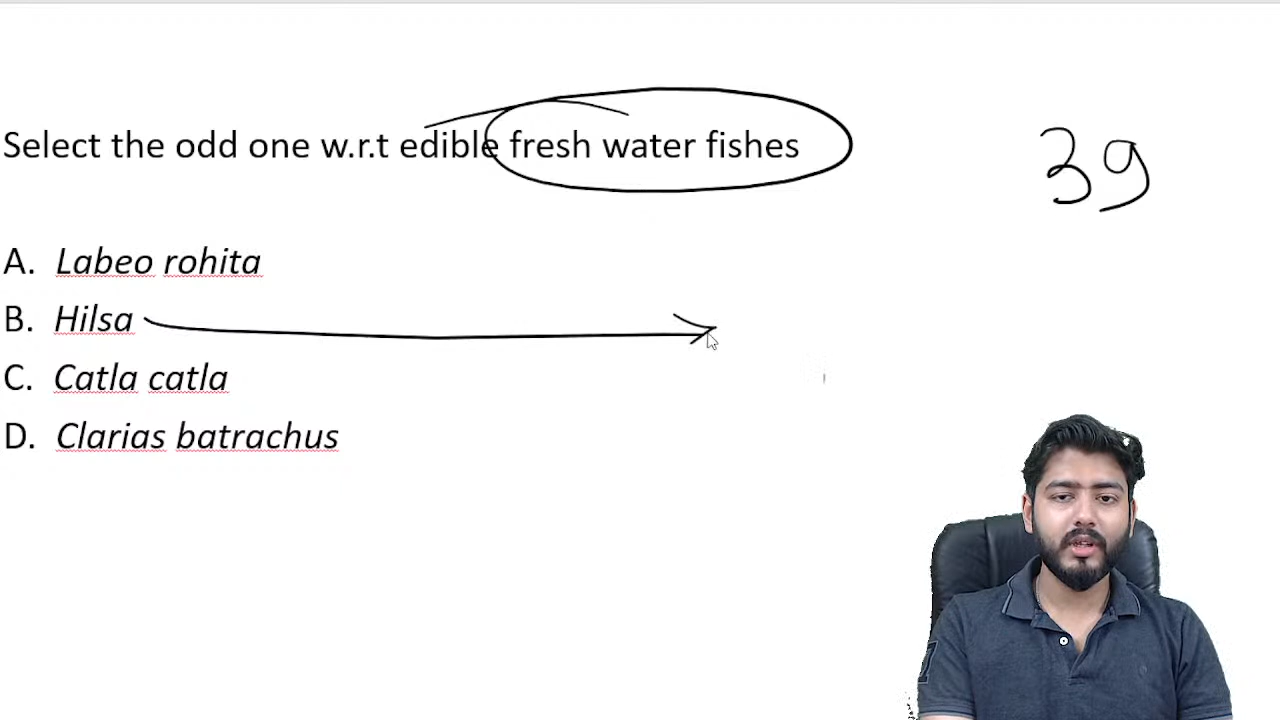 Select the odd one w.r.t edible fresh water fishes
39
A. Labeo rohita
B. Hilsa
C. Catla catla
D. Clarias batrachus